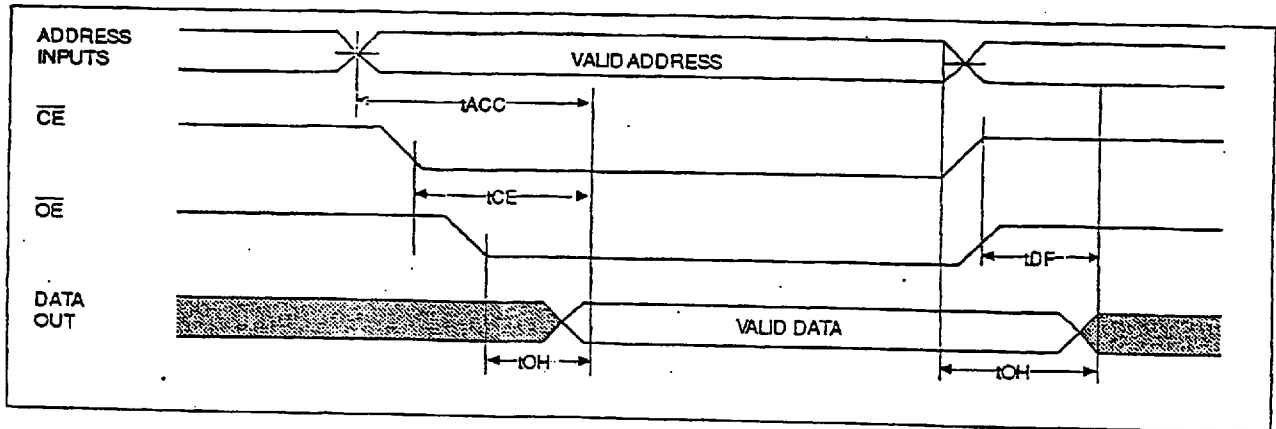 ADDRESS
INPUTS
VALID ADDRESS
tACC
CE
tCE
OE
tDF
DATA
OUT
VALID DATA
tOH
tOH